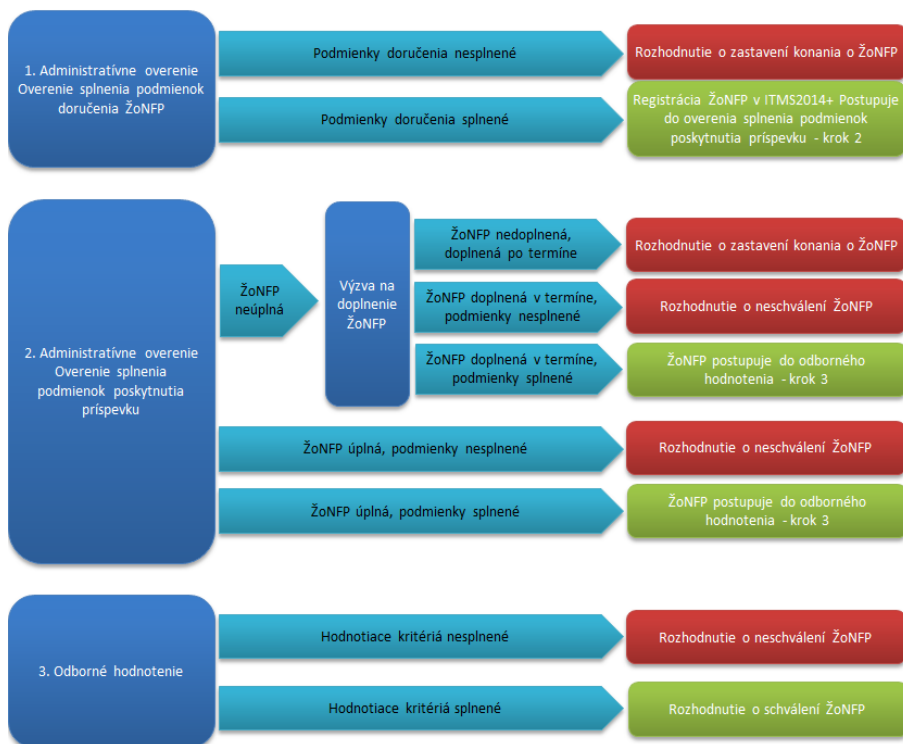 1. Administratívne overenie
Overenie splnenia podmienok
doručenia ŽoNFP
Podmienky doručenia nesplnené
Rozhodnutie o zastavení konania o ŽoNFP
Podmienky doručenia splnené
Registrácia ŽoNFP v ITMS2014+ Postupuje
do overenia splnenia podmienok
poskytnutia príspevku - krok 2
2. Administratívne overenie
Overenie splnenia
podmienok poskytnutia
príspevku
ŽoNFP
neúplná
Výzva na
doplnenie
ŽoNFP
ŽoNFP nedoplnená,
doplnená po termíne
Rozhodnutie o zastavení konania o ŽoNFP
ŽoNFP doplnená v termíne,
podmienky nesplnené
Rozhodnutie o neschválení ŽoNFP
ŽoNFP doplnená v termíne,
podmienky splnené
ŽoNFP postupuje do odborného
hodnotenia - krok 3
ŽoNFP úplná, podmienky nesplnené
Rozhodnutie o neschválení ŽoNFP
ŽoNFP úplná, podmienky splnené
ŽoNFP postupuje do odborného
hodnotenia - krok 3
3. Odborné hodnotenie
Hodnotiace kritériá nesplnené
Rozhodnutie o neschválení ŽoNFP
Hodnotiace kritériá splnené
Rozhodnutie o schválení ŽoNFP